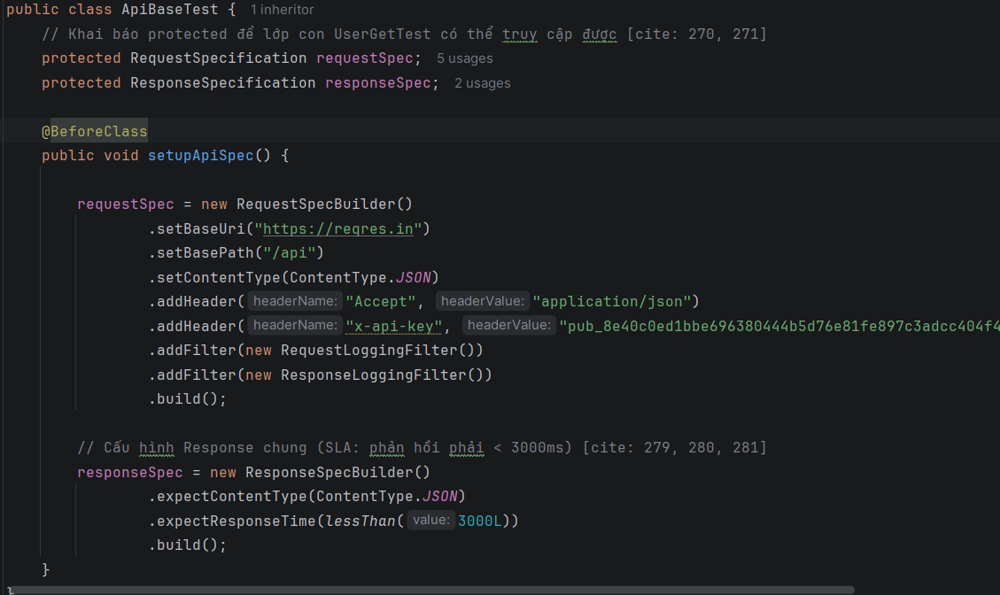 public class ApiBaseTest { 1 inheritor
// Khai báo protected để lớp con UserGetTest có thể truy cập được [cite: 270, 271]
protected RequestSpecification requestSpec; 5 usages
protected ResponseSpecification responseSpec; 2 usages
@BeforeClass
public void setupApiSpec() {
requestSpec = new RequestSpecBuilder()
.setBaseUri("https://reqres.in")
.setBasePath("/api")
.setContentType(ContentType.JSON)
.addHeader( headerName: "Accept", headerValue: "application/json")
.addHeader( headerName: "x-api-key", headerValue: "pub_8e40c0ed1bbe696380444b5d76e81fe897c3adcc404f4
.addFilter(new RequestLoggingFilter())
.addFilter(new ResponseLoggingFilter())
.build();
// Cấu hình Response chung (SLA: phản hồi phải < 3000ms) [cite: 279, 280, 281]
responseSpec = new ResponseSpecBuilder()
.expectContentType(ContentType.JSON)
.expectResponseTime(lessThan( value: 3000L))
.build();
}
}